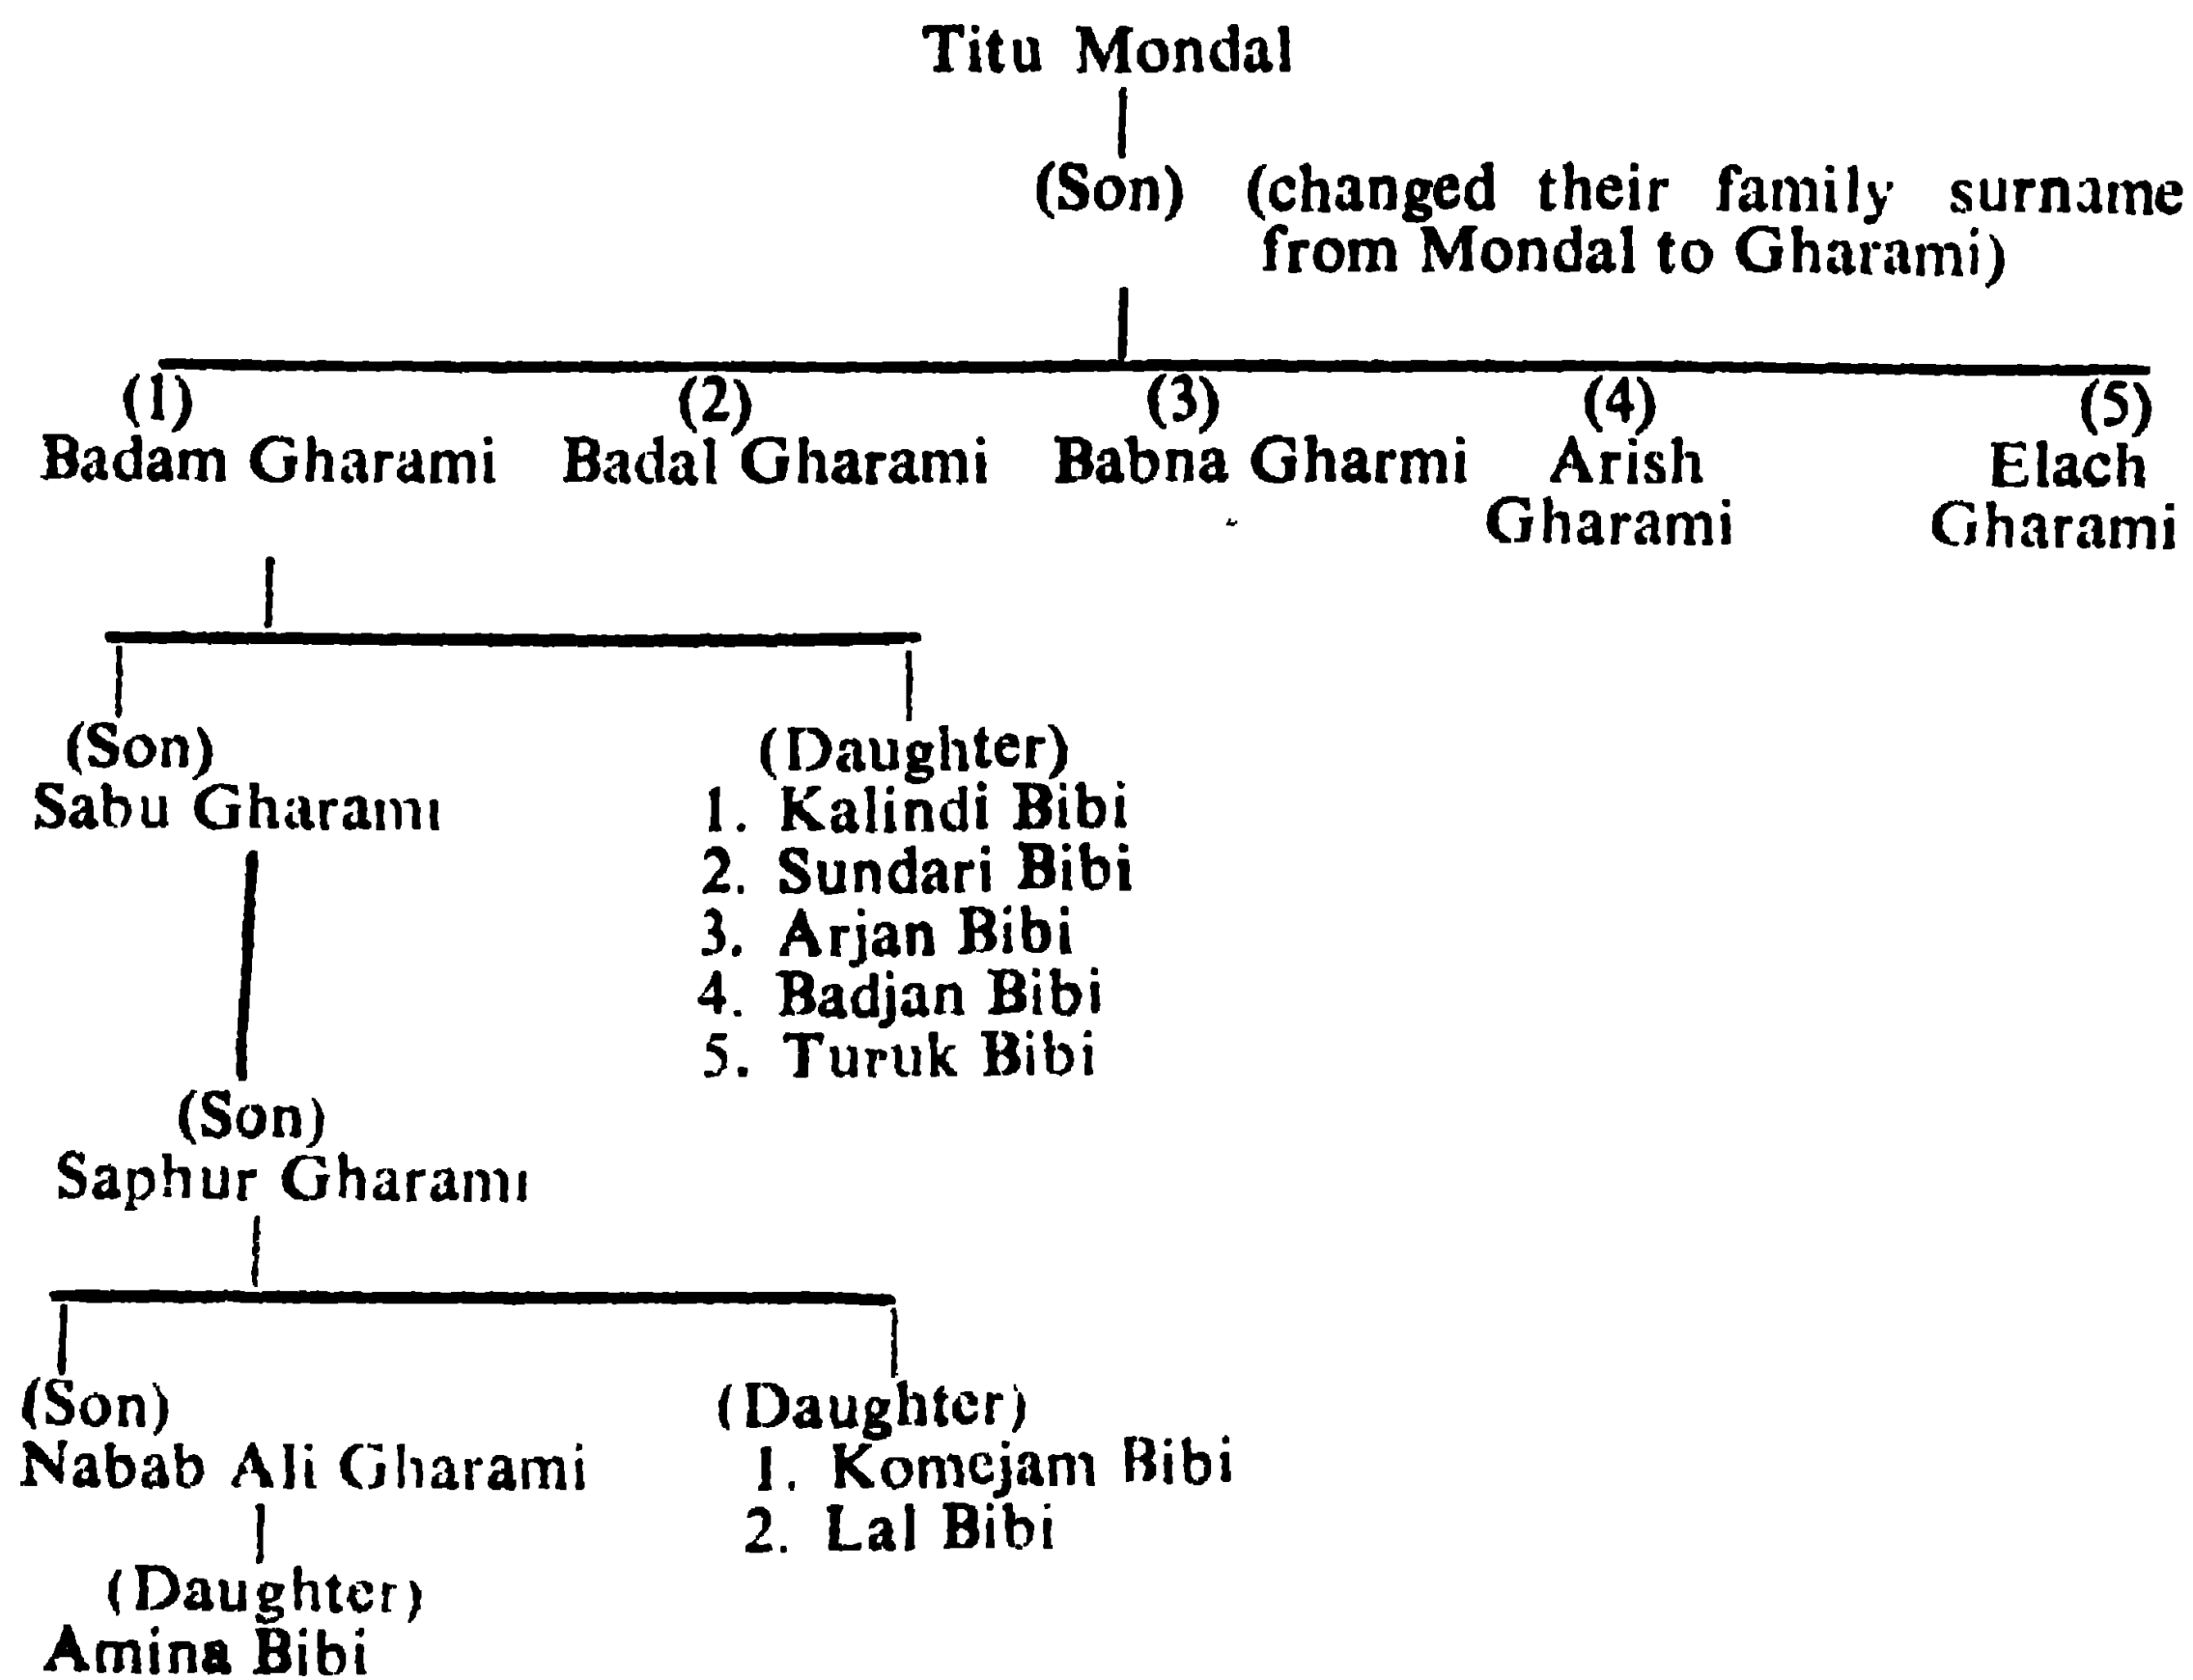 Titu Mondal
(Son) (changed their family surname
from Mondal to Gharami)
(1) (2) (3) (4) (5)
Badam Gharami Badal Gharami Babna Gharmi Arish Elach
Gharami Gharami
(Son) (Daughter)
Sabu Gharami 1. Kalindi Bibi
2. Sundari Bibi
3. Arjan Bibi
4. Badjan Bibi
5. Turuk Bibi
(Son)
Saphur Gharami
(Son) (Daughter)
Nabab Ali Gharami 1. Komejam Bibi
2. Lal Bibi
(Daughter)
Amina Bibi